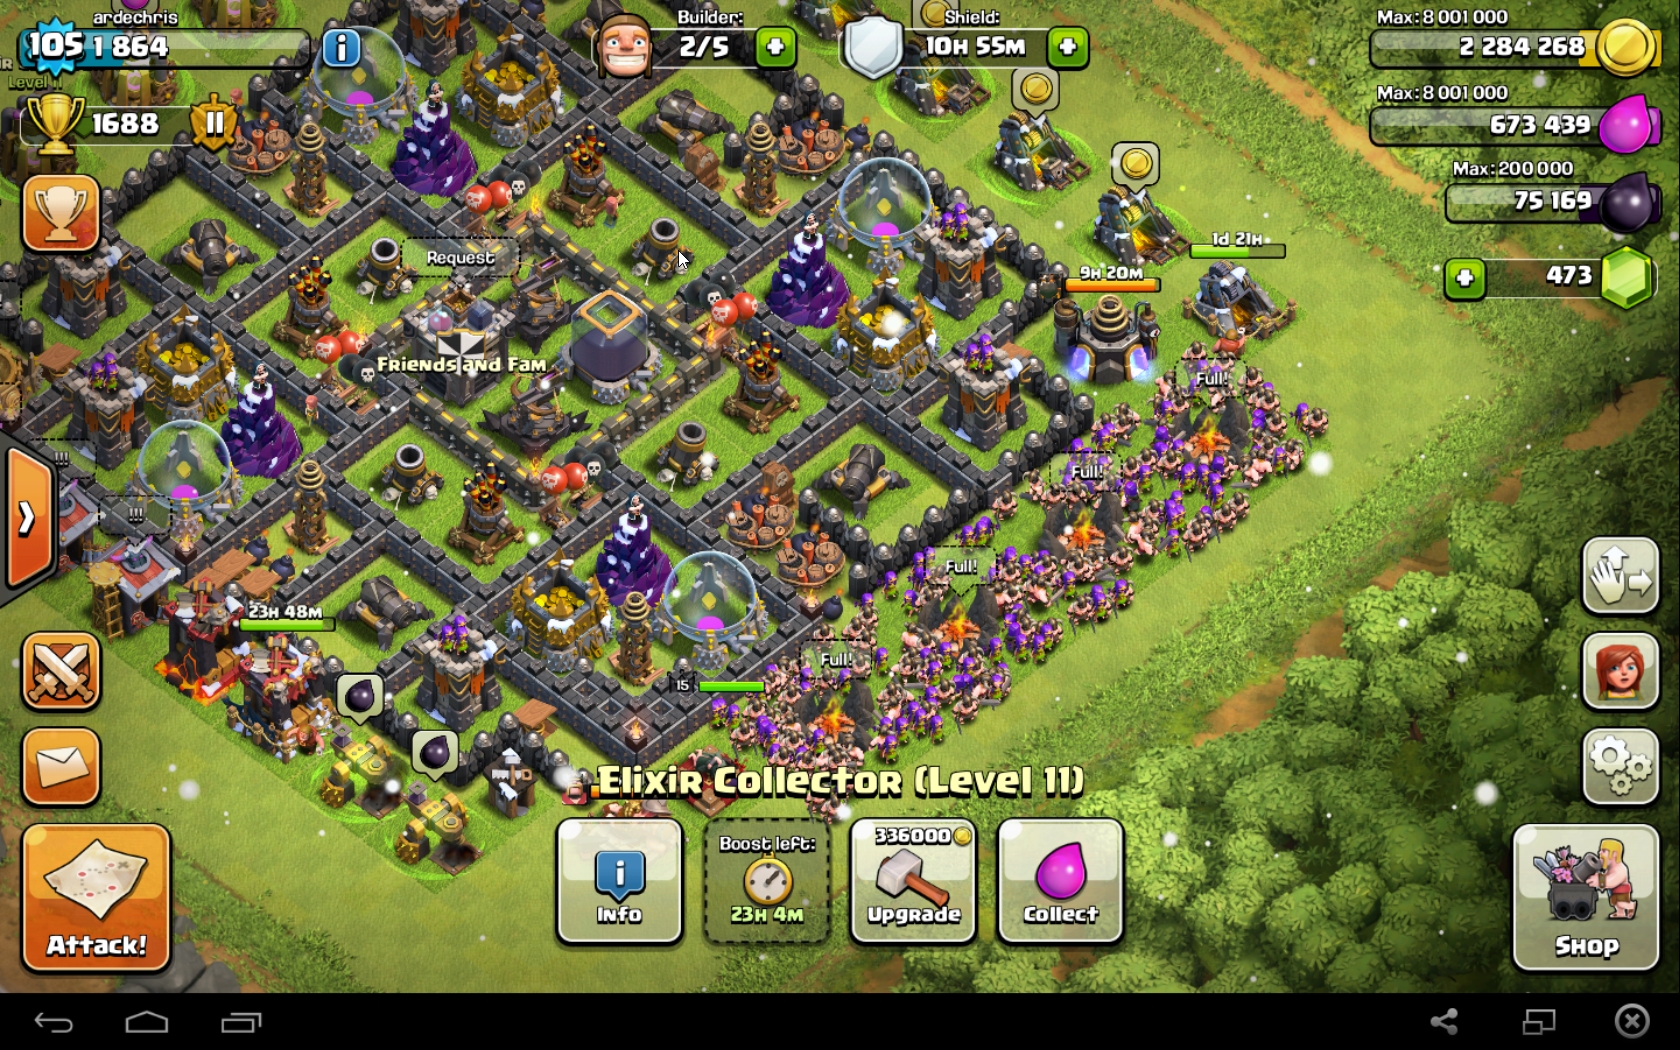 ardechris
105 1 864
Level 11
1688
II
Builder:
2/5
Shield:
10H 55M
Max: 8 001 000
2 284 268
Max: 8 001 000
673 439
Max: 200 000
75 169
473
1d 21H
9H 20M
Request
Friends and Fam
Full!
Full!
Full!
Full!
!!!
!!!
23H 48M
15
Elixir Collector (Level 11)
Info
Boost left:
23H 4M
336000
Upgrade
Collect
Attack!
Shop